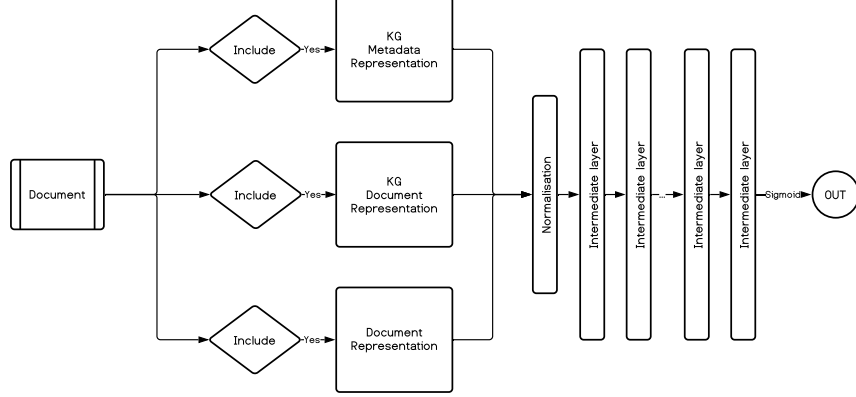 Include
Yes
KG
Metadata
Representation
Document
Include
Yes
KG
Document
Representation
Include
Yes
Document
Representation
Normalisation
Intermediate layer
Intermediate layer
...
Intermediate layer
Intermediate layer
Sigmoid
OUT